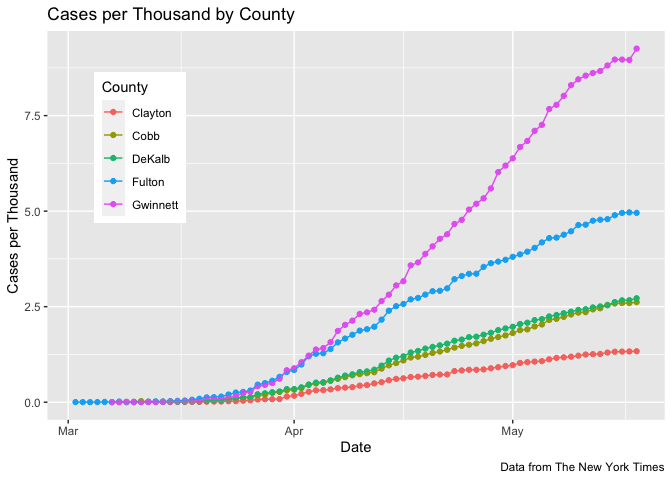 Cases per Thousand by County
Cases per Thousand
7.5
5.0
2.5
0.0
County
Clayton
Cobb
DeKalb
Fulton
Gwinnett
Mar
April
May
Date
Data from The New York Times